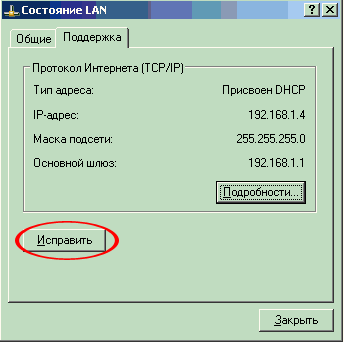 Состояние LAN
Общие Поддержка
Протокол Интернета (TCP/IP)
Тип адреса: Присвоен DHCP
IP-адрес: 192.168.1.4
Маска подсети: 255.255.255.0
Основной шлюз: 192.168.1.1
Подробности...
Исправить
Закрыть